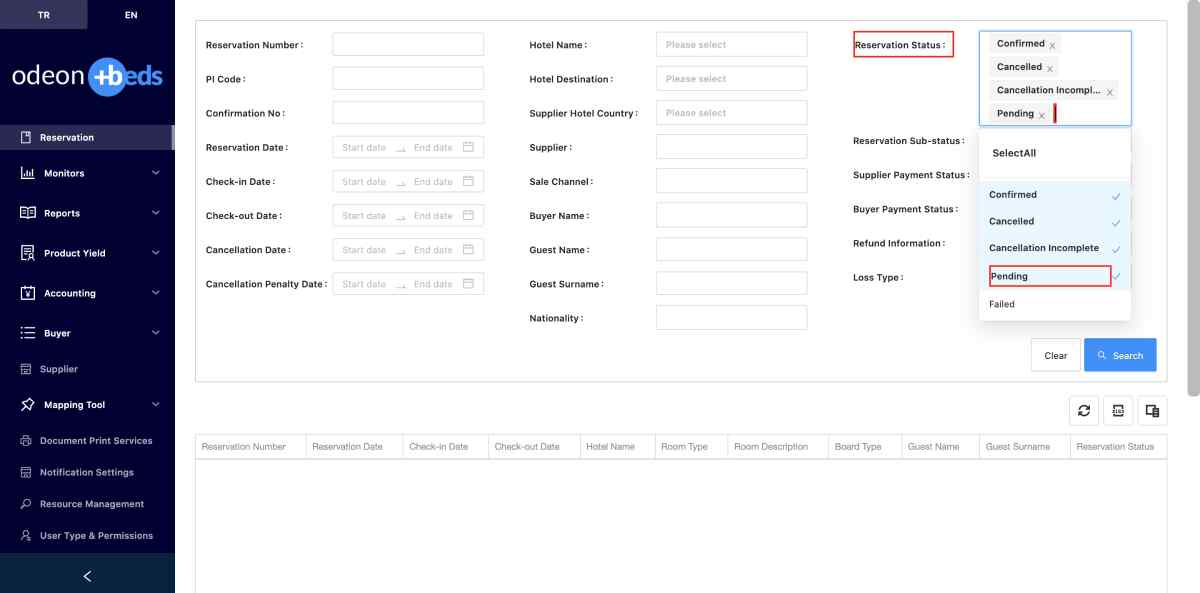 TR
EN
odeon +beds
Reservation
Monitors
Reports
Product Yield
Accounting
Buyer
Supplier
Mapping Tool
Document Print Services
Notification Settings
Resource Management
User Type & Permissions
Reservation Number :
PI Code :
Confirmation No :
Reservation Date : Start date End date
Check-in Date : Start date End date
Check-out Date : Start date End date
Cancellation Date : Start date End date
Cancellation Penalty Date : Start date End date
Hotel Name : Please select
Hotel Destination : Please select
Supplier Hotel Country : Please select
Supplier :
Sale Channel :
Buyer Name :
Guest Name :
Guest Surname :
Nationality :
Reservation Status :
Confirmed x
Cancelled x
Cancellation Incompl... x
Pending x
Reservation Sub-status :
Supplier Payment Status :
Buyer Payment Status :
Refund Information :
Loss Type :
SelectAll
Confirmed
Cancelled
Cancellation Incomplete
Pending
Failed
Clear
Search
Reservation Number Reservation Date Check-in Date Check-out Date Hotel Name Room Type Room Description Board Type Guest Name Guest Surname Reservation Status